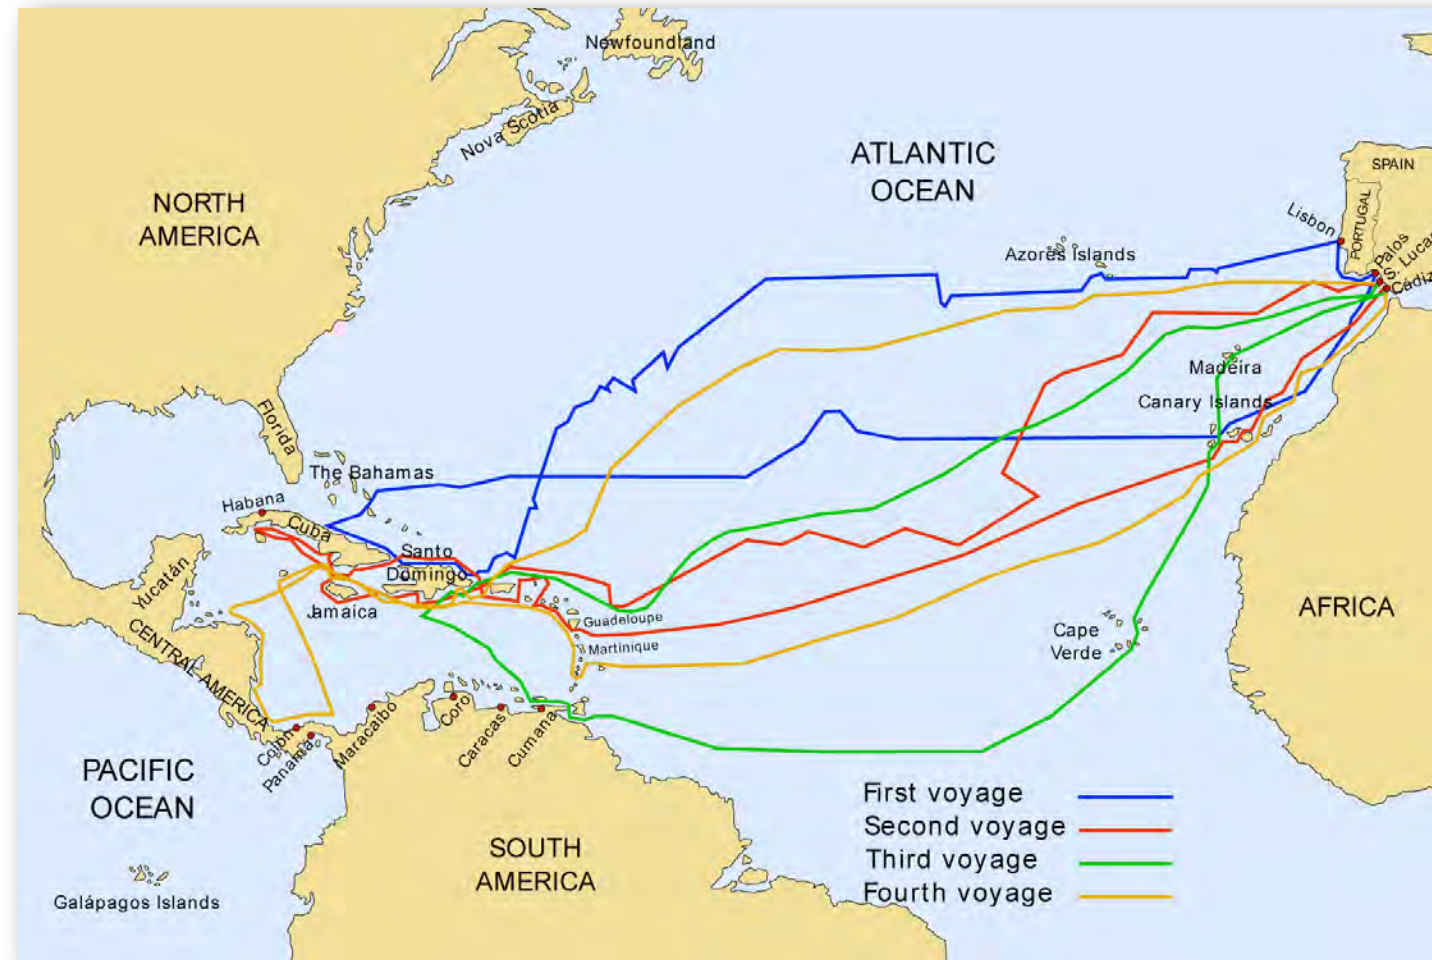 Newfoundland
Nova Scotia
ATLANTIC
OCEAN
SPAIN
PORTUGAL
Lisbon
Palos
S. Lucar
Cádiz
NORTH
AMERICA
Azores Islands
Madeira
Canary Islands
Florida
The Bahamas
Habana
Cuba
Santo
Domingo
Yucatán
Jamaica
Guadeloupe
Martinique
CENTRAL AMERICA
Cape
Verde
AFRICA
Colón
Panamá
Maracaibo
Coro
Caracas
Cumana
PACIFIC
OCEAN
Galápagos Islands
SOUTH
AMERICA
First voyage
Second voyage
Third voyage
Fourth voyage